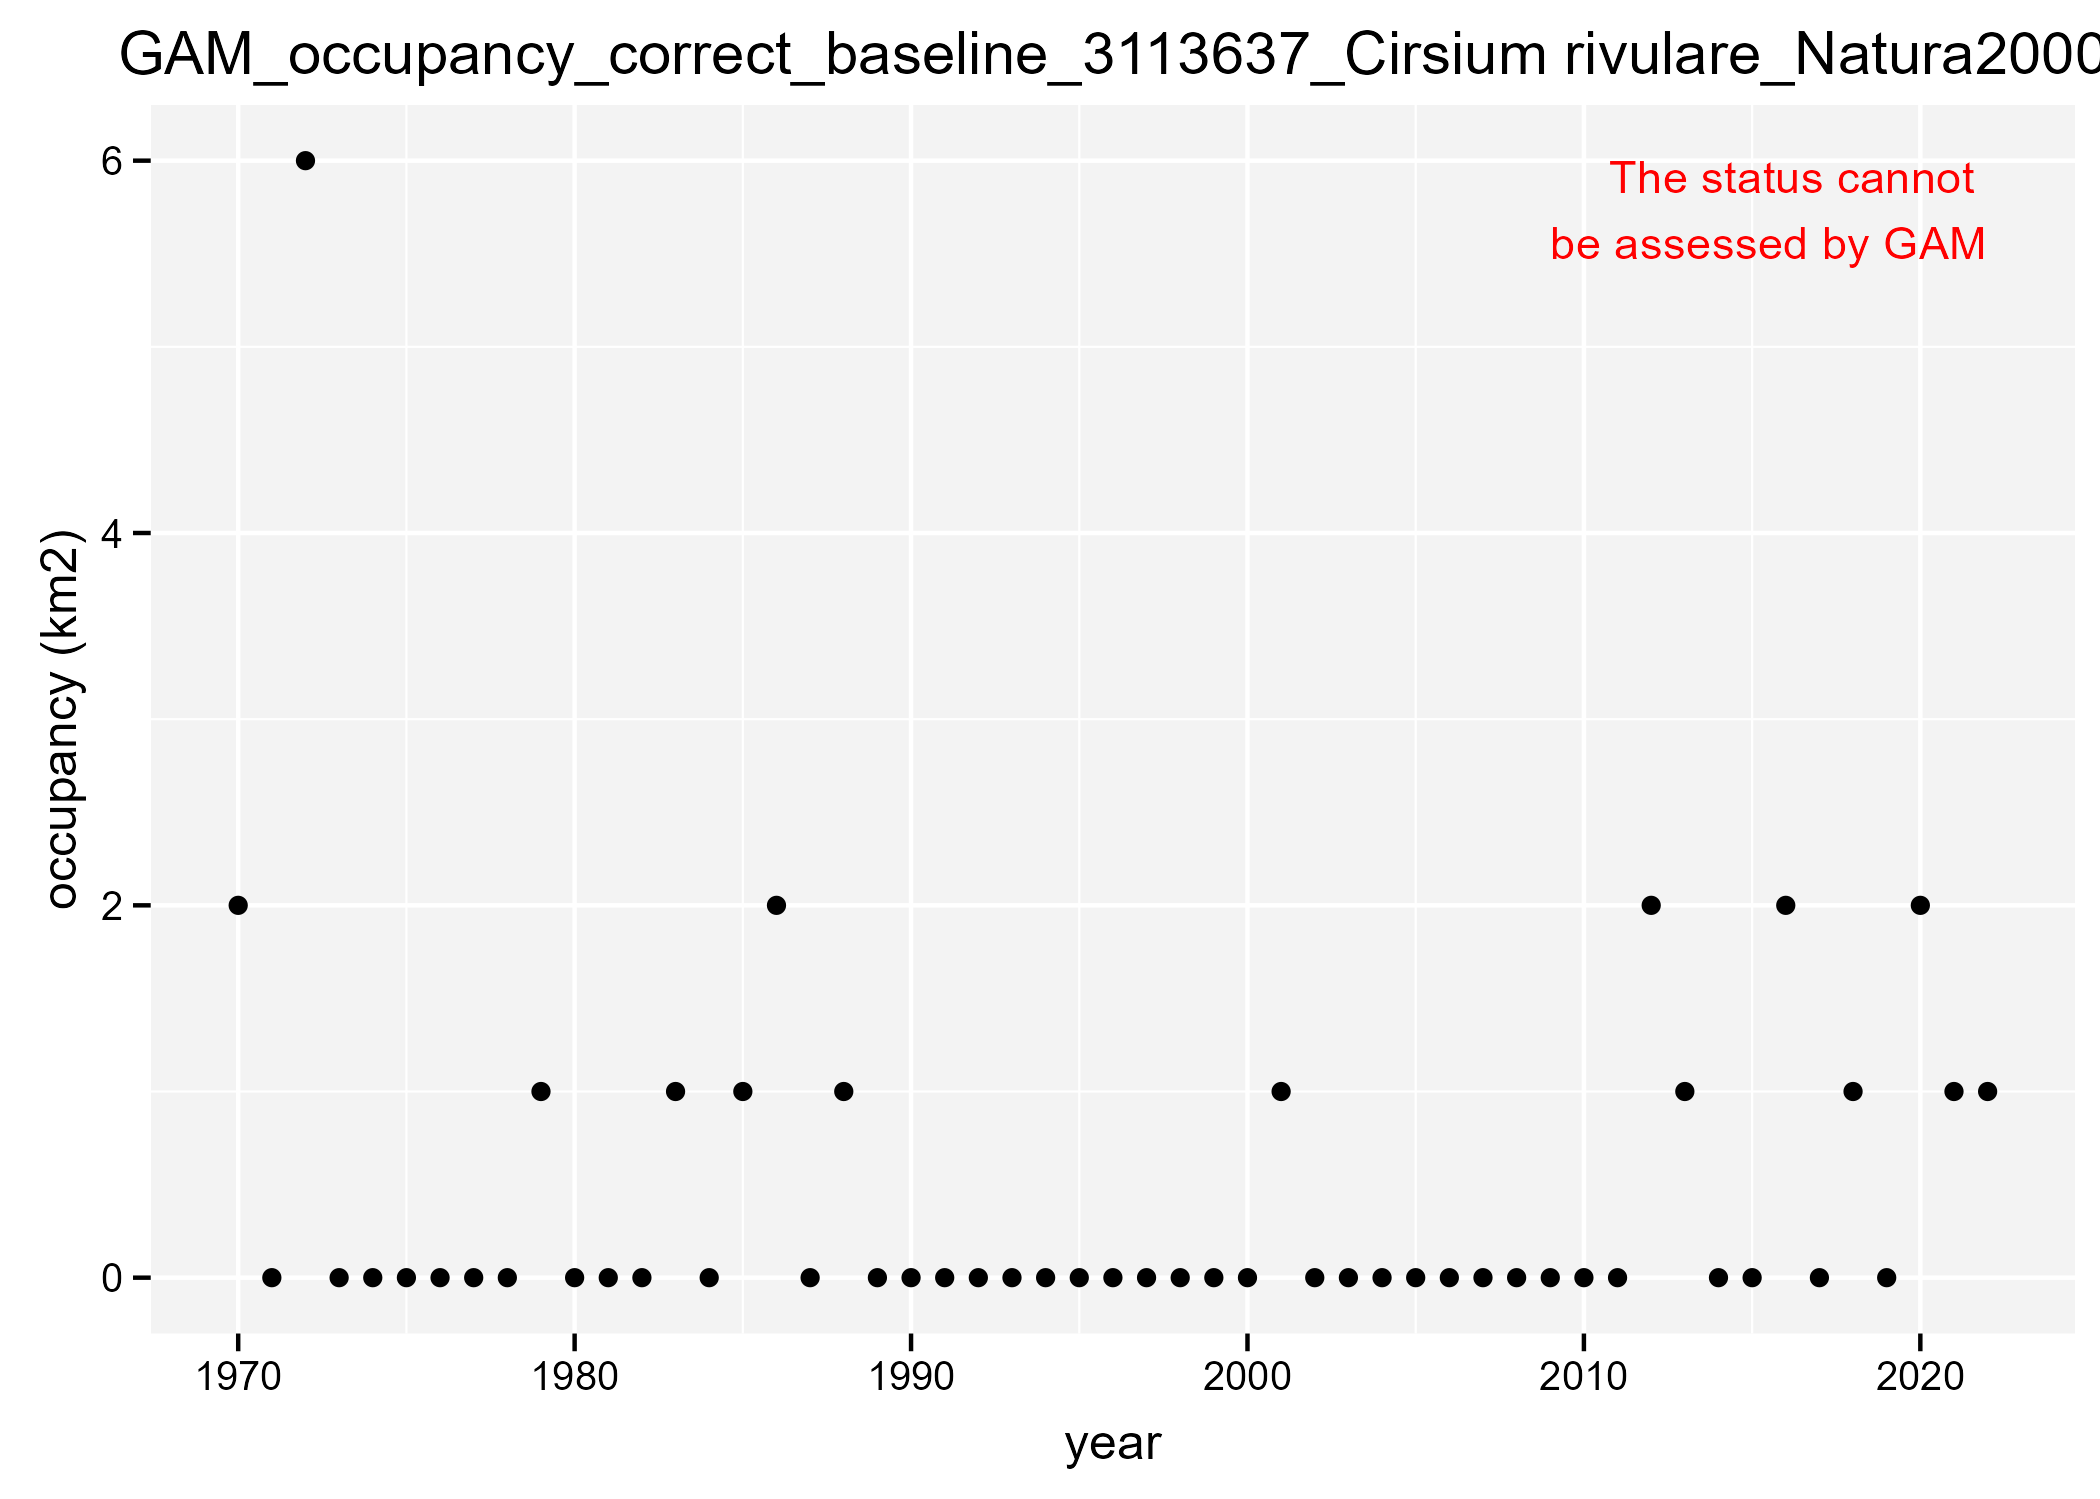 GAM_occupancy_correct_baseline_3113637_Cirsium rivulare_Natura2000
The status cannot
be assessed by GAM
occupancy (km2)
6
4
2
0
1970 1980 1990 2000 2010 2020
year